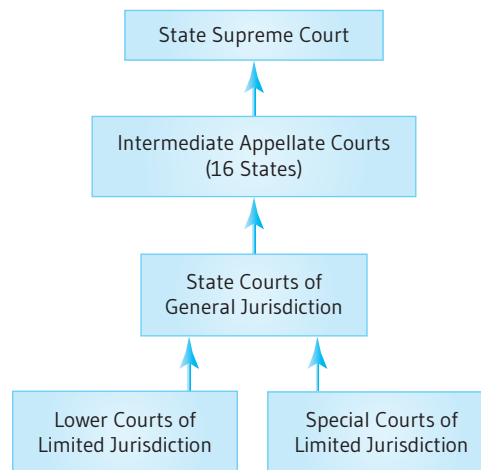 State Supreme Court
Intermediate Appellate Courts
(16 States)
State Courts of
General Jurisdiction
Lower Courts of
Limited Jurisdiction
Special Courts of
Limited Jurisdiction